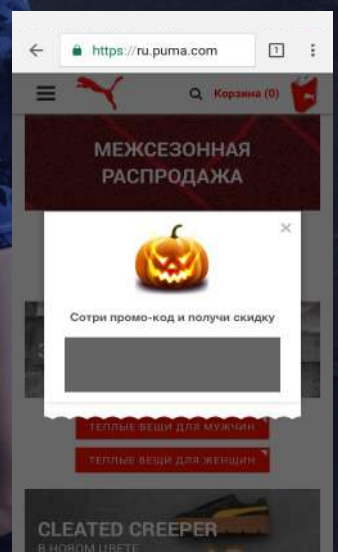 https://ru.puma.com
1
Корзина (0)
МЕЖСЕЗОННАЯ
РАСПРОДАЖА
Сотри промо-код и получи скидку
ТЕПЛЫЕ ВЕЩИ ДЛЯ МУЖЧИН
ТЕПЛЫЕ ВЕЩИ ДЛЯ ЖЕНЩИН
CLEATED CREEPER
В НОВОМ ЦВЕТЕ